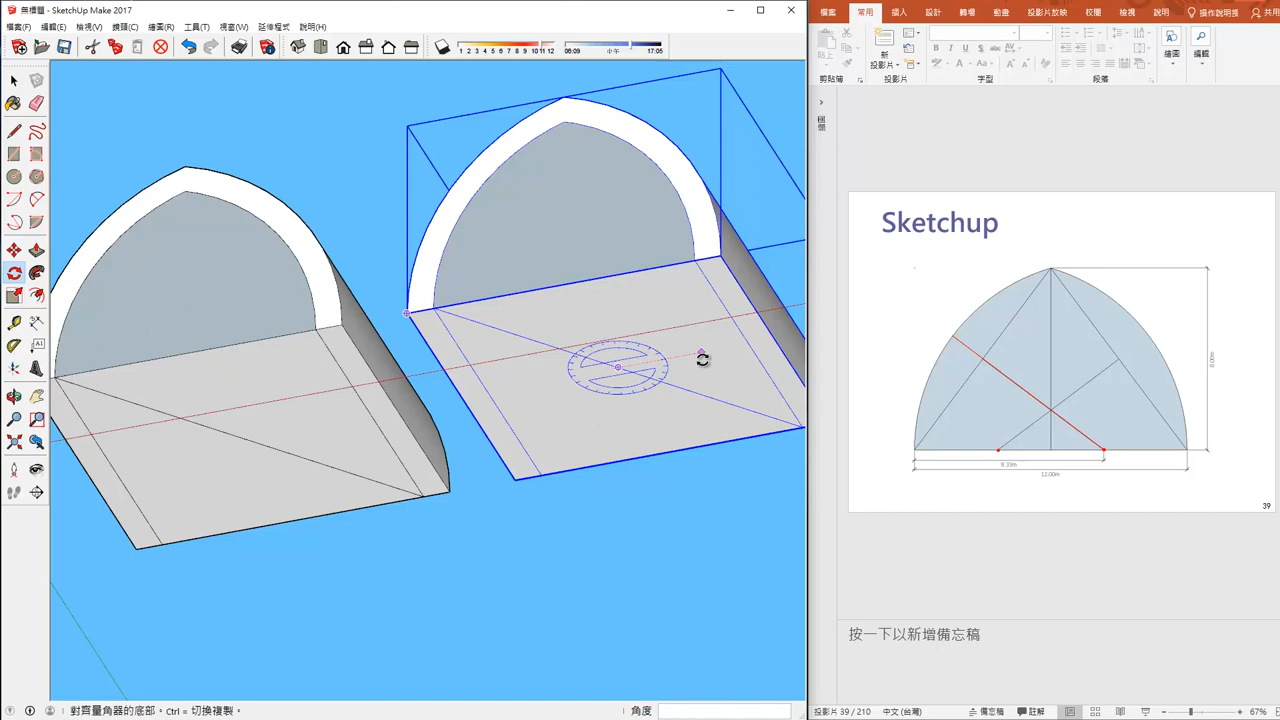 無標題 - SketchUp Make 2017
檔案(F) 編輯(E) 檢視(V) 鏡頭(C) 繪製(R) 工具(T) 視窗(W) 延伸程式 說明(H)
1 2 3 4 5 6 7 8 9 10 11 12
06:09 中午 17:05
對齊量角器的底部。Ctrl = 切換複製。
角度
檔案 常用 插入 設計 轉場 動畫 投影片放映 校閱 檢視 說明 操作說明 共用
貼上
新
投影片
繪圖
編輯
剪貼簿 投影片 字型 段落
Sketchup
8.00m
8.33m
12.00m
39
按一下以新增備忘稿
投影片 39 / 210 中文 (台灣) 備忘稿 註解 67%